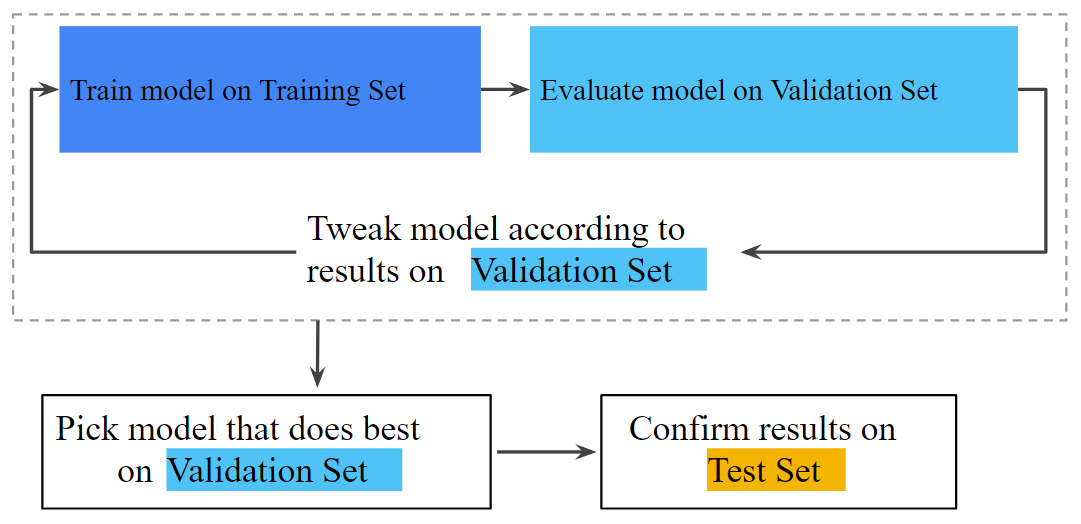 Train model on Training Set
Evaluate model on Validation Set
Tweak model according to
results on Validation Set
Pick model that does best
on Validation Set
Confirm results on
Test Set